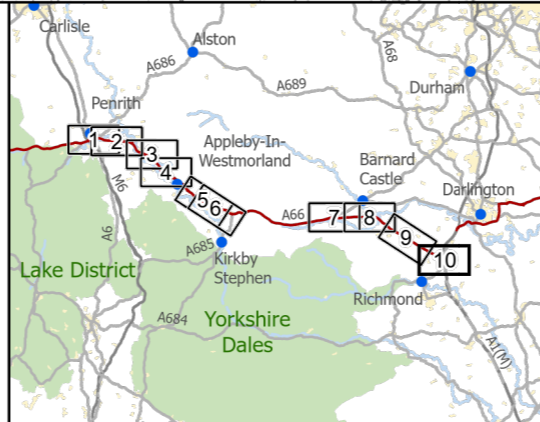 Carlisle
Alston
A686
A68
A689
Durham
Penrith
1
2
3
4
5
6
Appleby-In-
Westmorland
Barnard
Castle
Darlington
M6
A66
7
8
9
10
A6
A685
Lake District
Kirkby
Stephen
Richmond
A684
Yorkshire
Dales
A1(M)